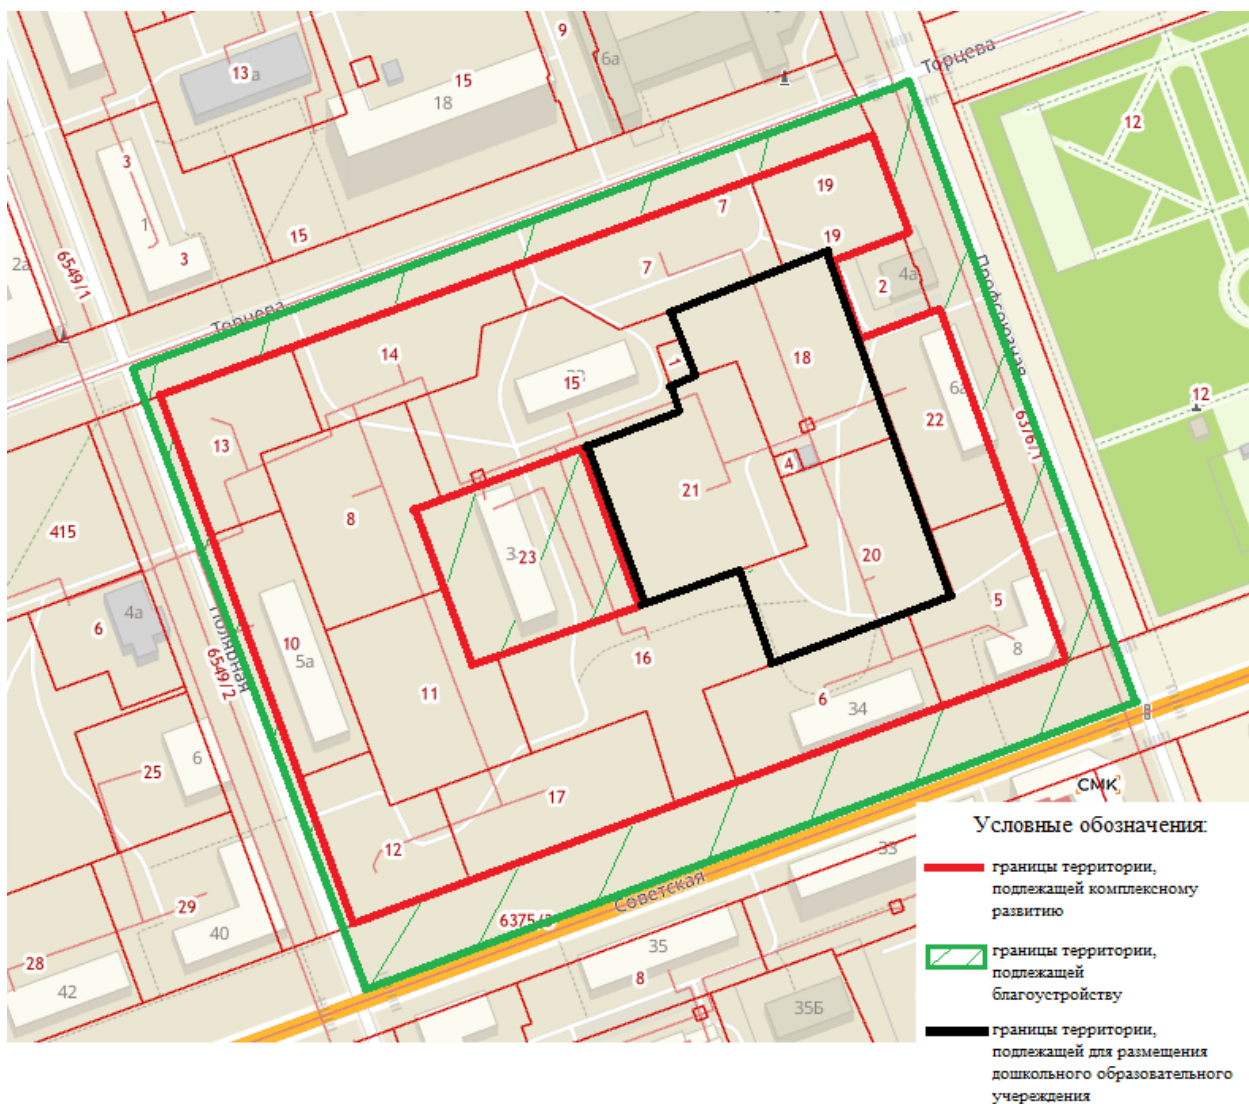 9
13
15
18
6а
Торцева
12
3
1
15
3
2а
6549/1
19
7
19
7
2
4а
Профсоюзная
Торцева
14
15
1
18
6а
12
13
22
6376/1
4
8
21
415
3
23
4а
6
20
5
Полярная
10
5а
16
8
6549/2
11
6
34
6
25
СМК
17
33
12
Советская
29
6375/3
40
35
28
8
42
35Б
Условные обозначения:
границы территории,
подлежащей комплексному
развитию
границы территории,
подлежащей
благоустройству
границы территории,
подлежащей для размещения
дошкольного образовательного
учереждения